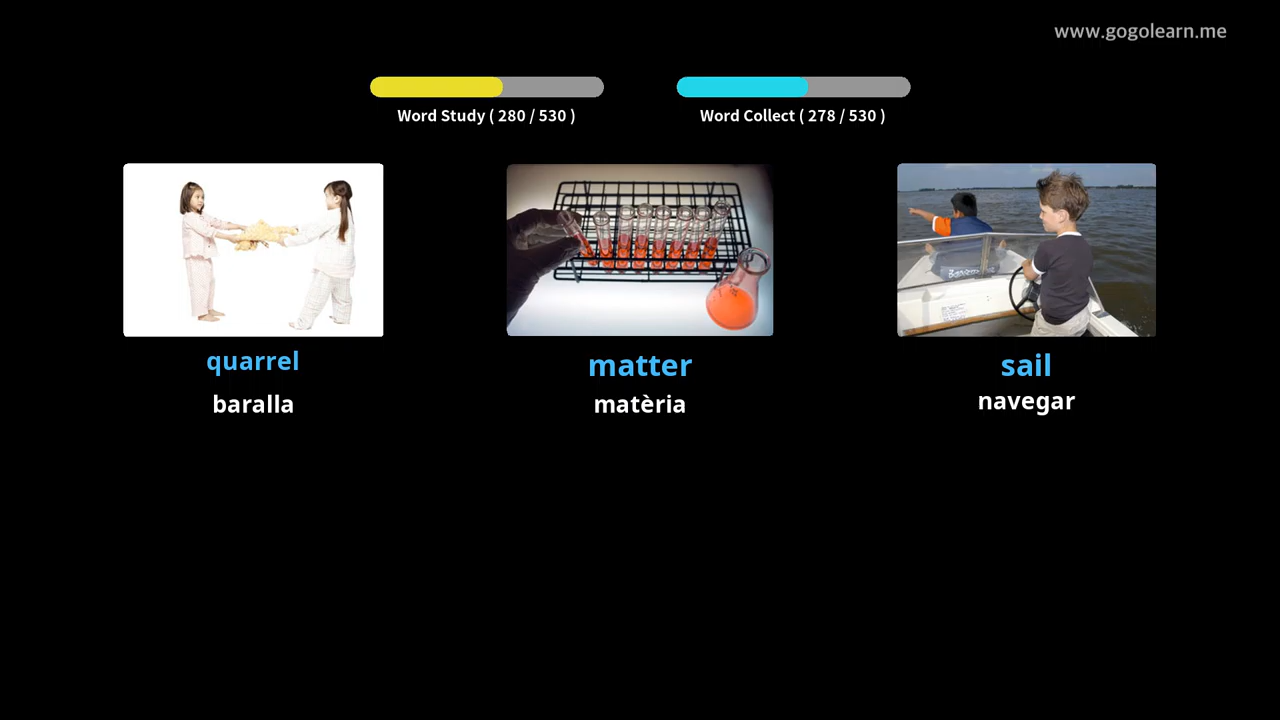 www.gogolearn.me
Word Study ( 280 / 530 )
Word Collect ( 278 / 530 )
quarrel
matter
sail
baralla
matèria
navegar